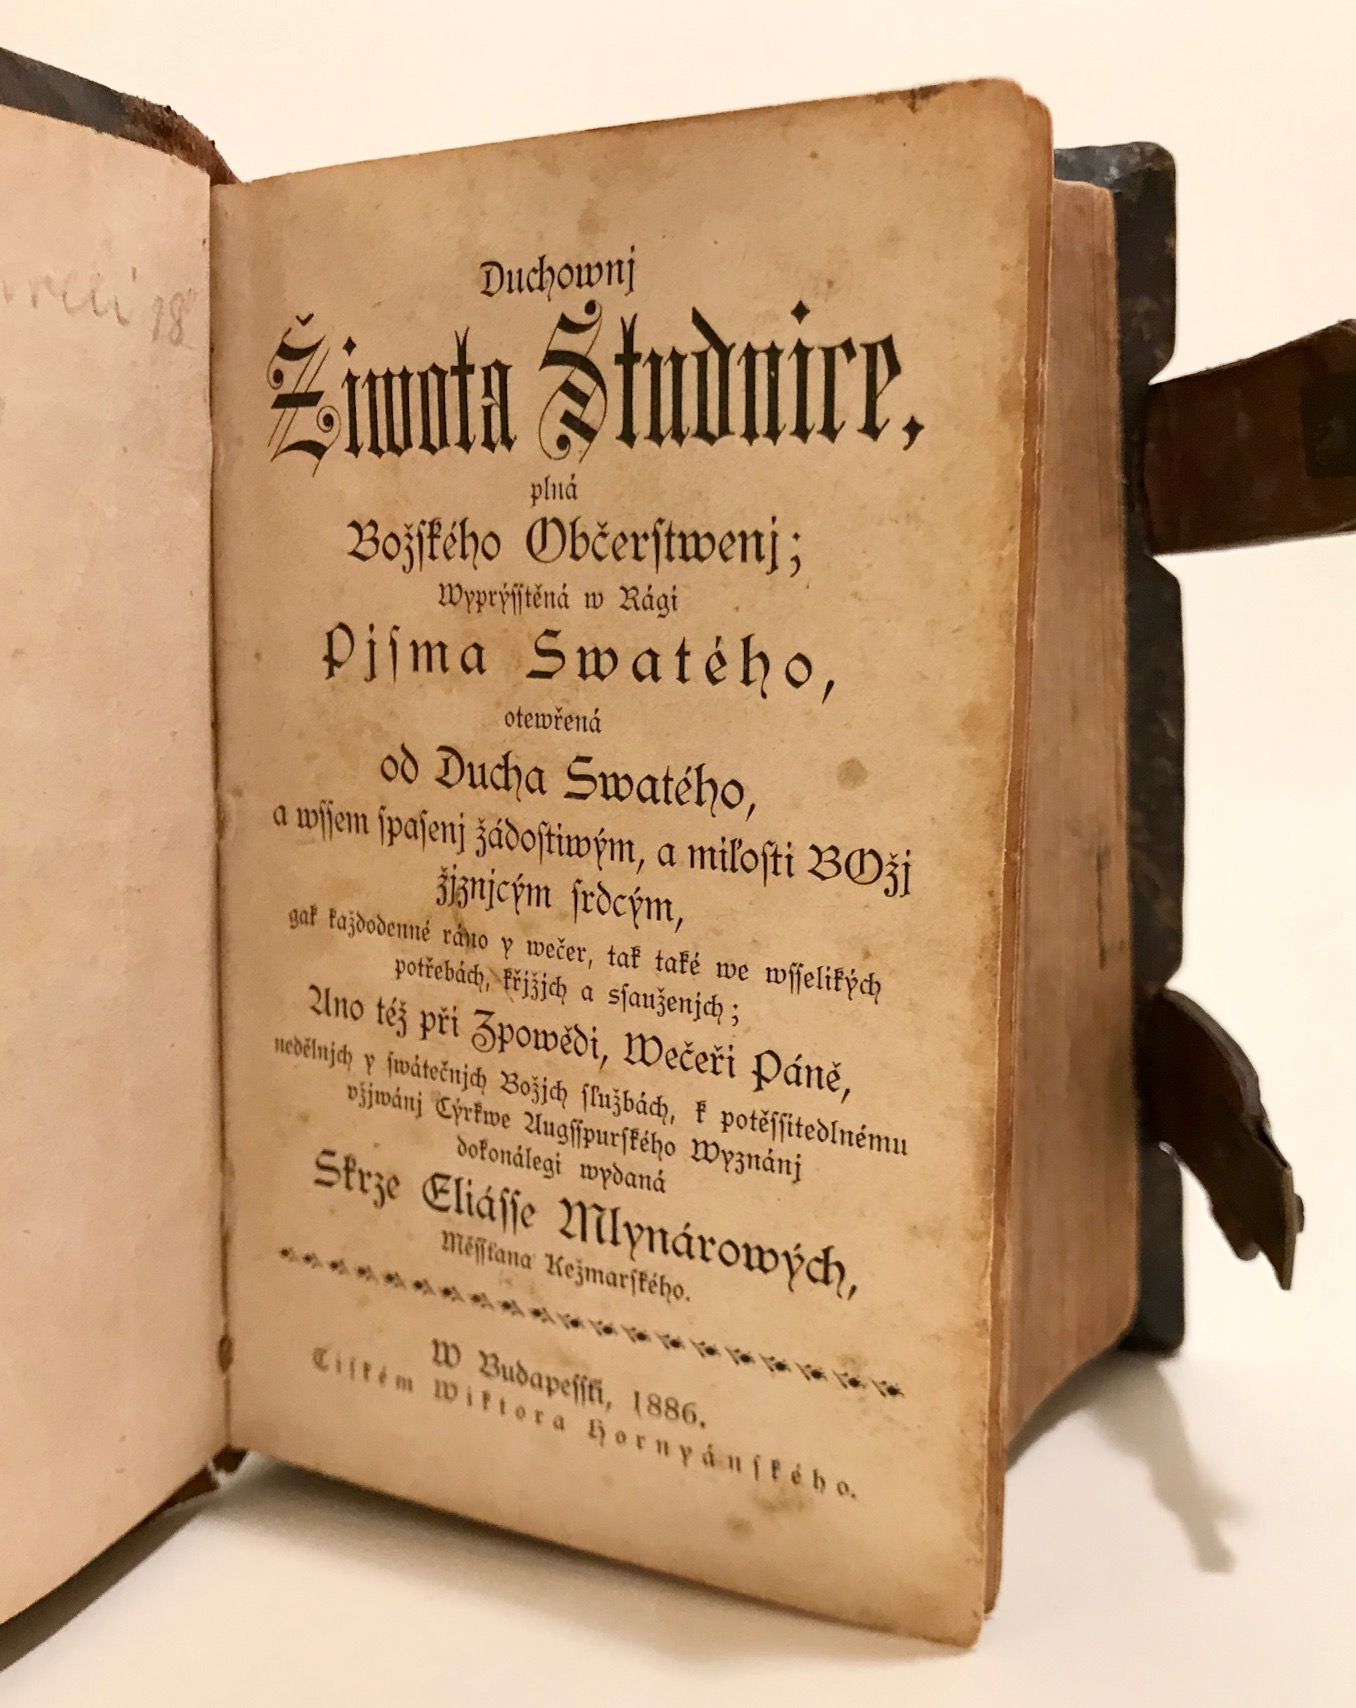 18
Duchownj
Žiwota Studnice,
plná
Božſkého Občerſtwenj;
Wyprýſſtěná w Rági
Pjſma Swatého,
otewřená
od Ducha Swatého,
a wſſem ſpaſenj žádoſtiwým, a miloſti BOžj
žjznjcým ſrdcým,
gak každodenné ráno y wečer, tak také we wſſelikých
potřebách, křjžjch a sſauženjch;
Ano též při Zpowědi, Wečeři Páně,
nedělnjch y ſwátečnjch Božjch ſlužbách, k potěſſitedlnému
vžjwánj Cýrkwe Augſſpurſkého Wyznánj
dokonálegi wydaná
Skrze Eliáſſe Mlynárowých,
Měſſťana Kežmarſkého.
W Budapeſſti, 1886.
Tiſkém Wiktora Hornyánſkého.